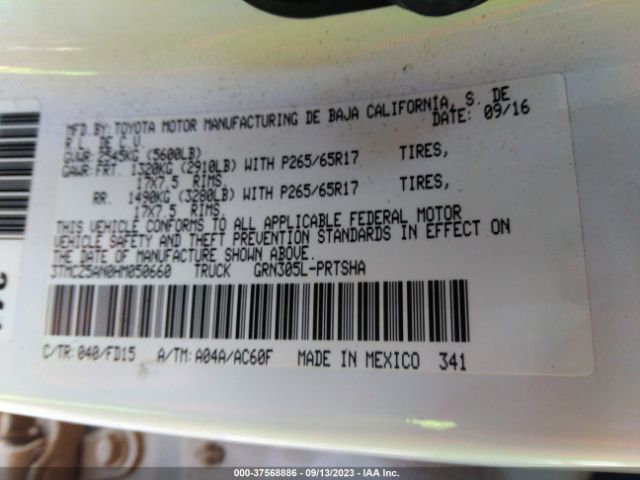 MFD.BY: TOYOTA MOTOR MANUFACTURING DE BAJA CALIFORNIA, S. DE
R.L. DE C.V. DATE: 09/16
GVWR: 2545KG (5600LB)
GAWR: FRT. 1320KG (2910LB) WITH P265/65R17 TIRES,
17X7.5 RIMS,
RR. 1490KG (3280LB) WITH P265/65R17 TIRES,
17X7.5 RIMS,
THIS VEHICLE CONFORMS TO ALL APPLICABLE FEDERAL MOTOR
VEHICLE SAFETY AND THEFT PREVENTION STANDARDS IN EFFECT ON
THE DATE OF MANUFACTURE SHOWN ABOVE.
3TMCZ5AN0HM050660 TRUCK GRN305L-PRTSHA
C/TR: 040/FD15 A/TM: A04A/AC60F MADE IN MEXICO 341
000-37568886 - 09/13/2023 - IAA Inc.